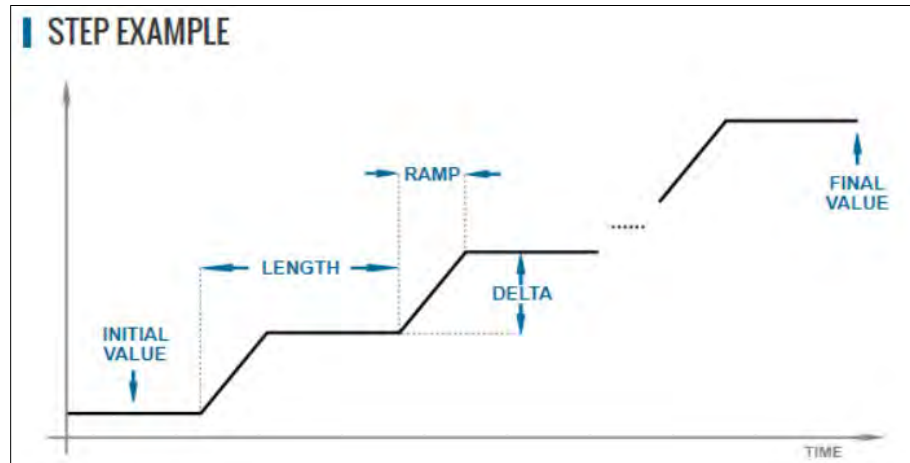 STEP EXAMPLE
RAMP
FINAL
VALUE
LENGTH
DELTA
INITIAL
VALUE
......
TIME